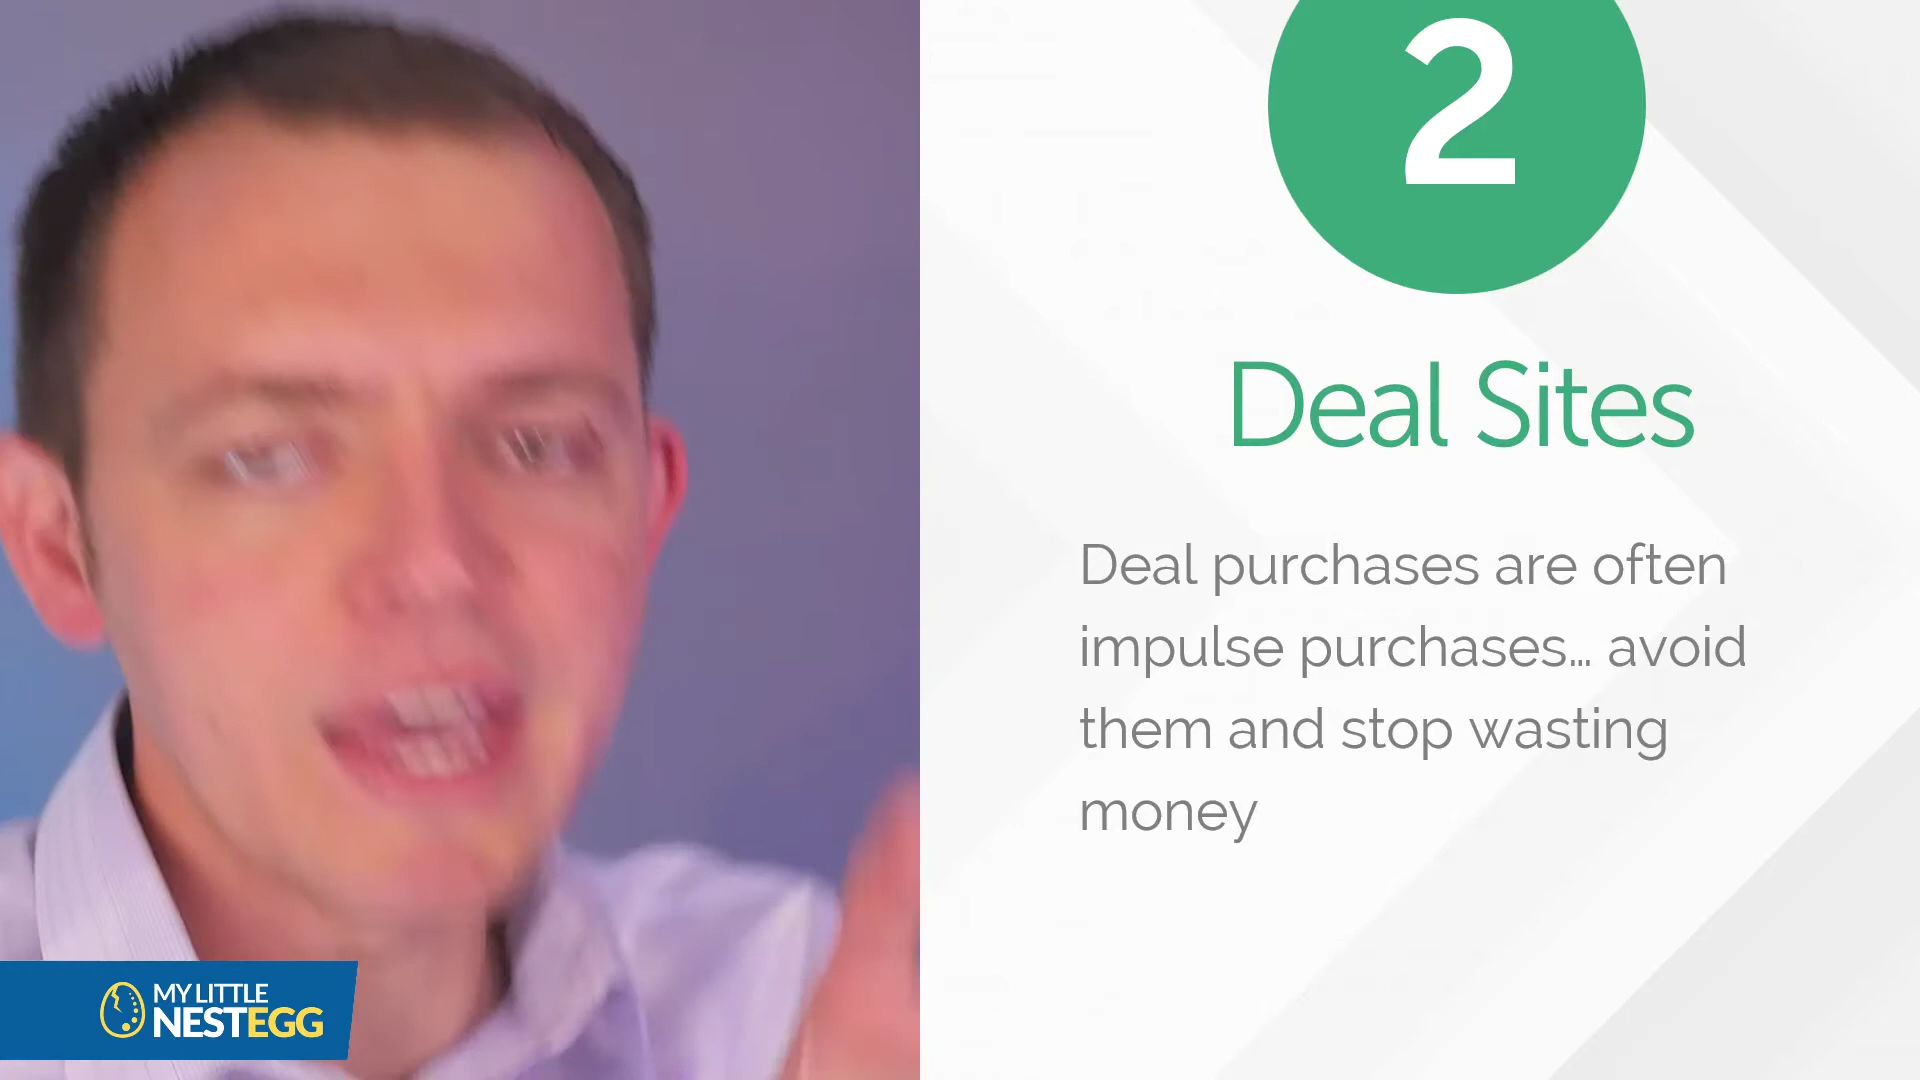 2
Deal Sites
Deal purchases are often
impulse purchases... avoid
them and stop wasting
money
MY LITTLE
NESTEGG